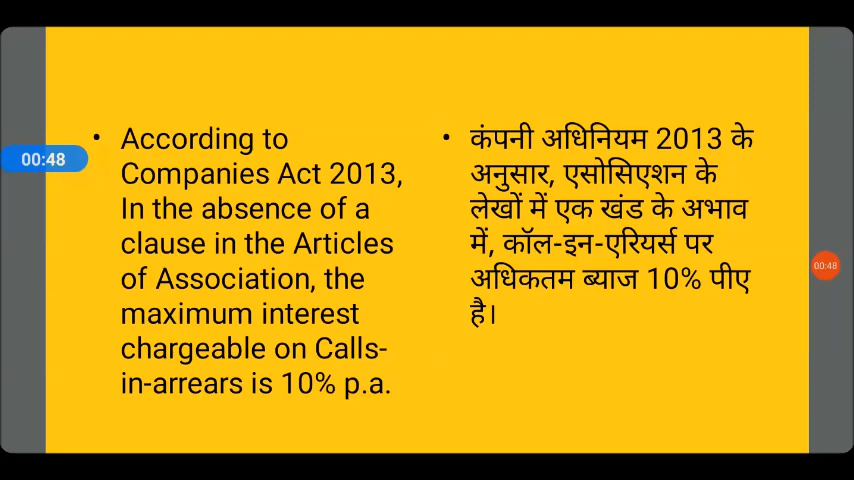 • According to
Companies Act 2013,
In the absence of a
clause in the Articles
of Association, the
maximum interest
chargeable on Calls-
in-arrears is 10% p.a.
• कंपनी अधिनियम 2013 के
अनुसार, एसोसिएशन के
लेखों में एक खंड के अभाव
में, कॉल-इन-एरियर्स पर
अधिकतम ब्याज 10% पीए
है।
00:48
00:48